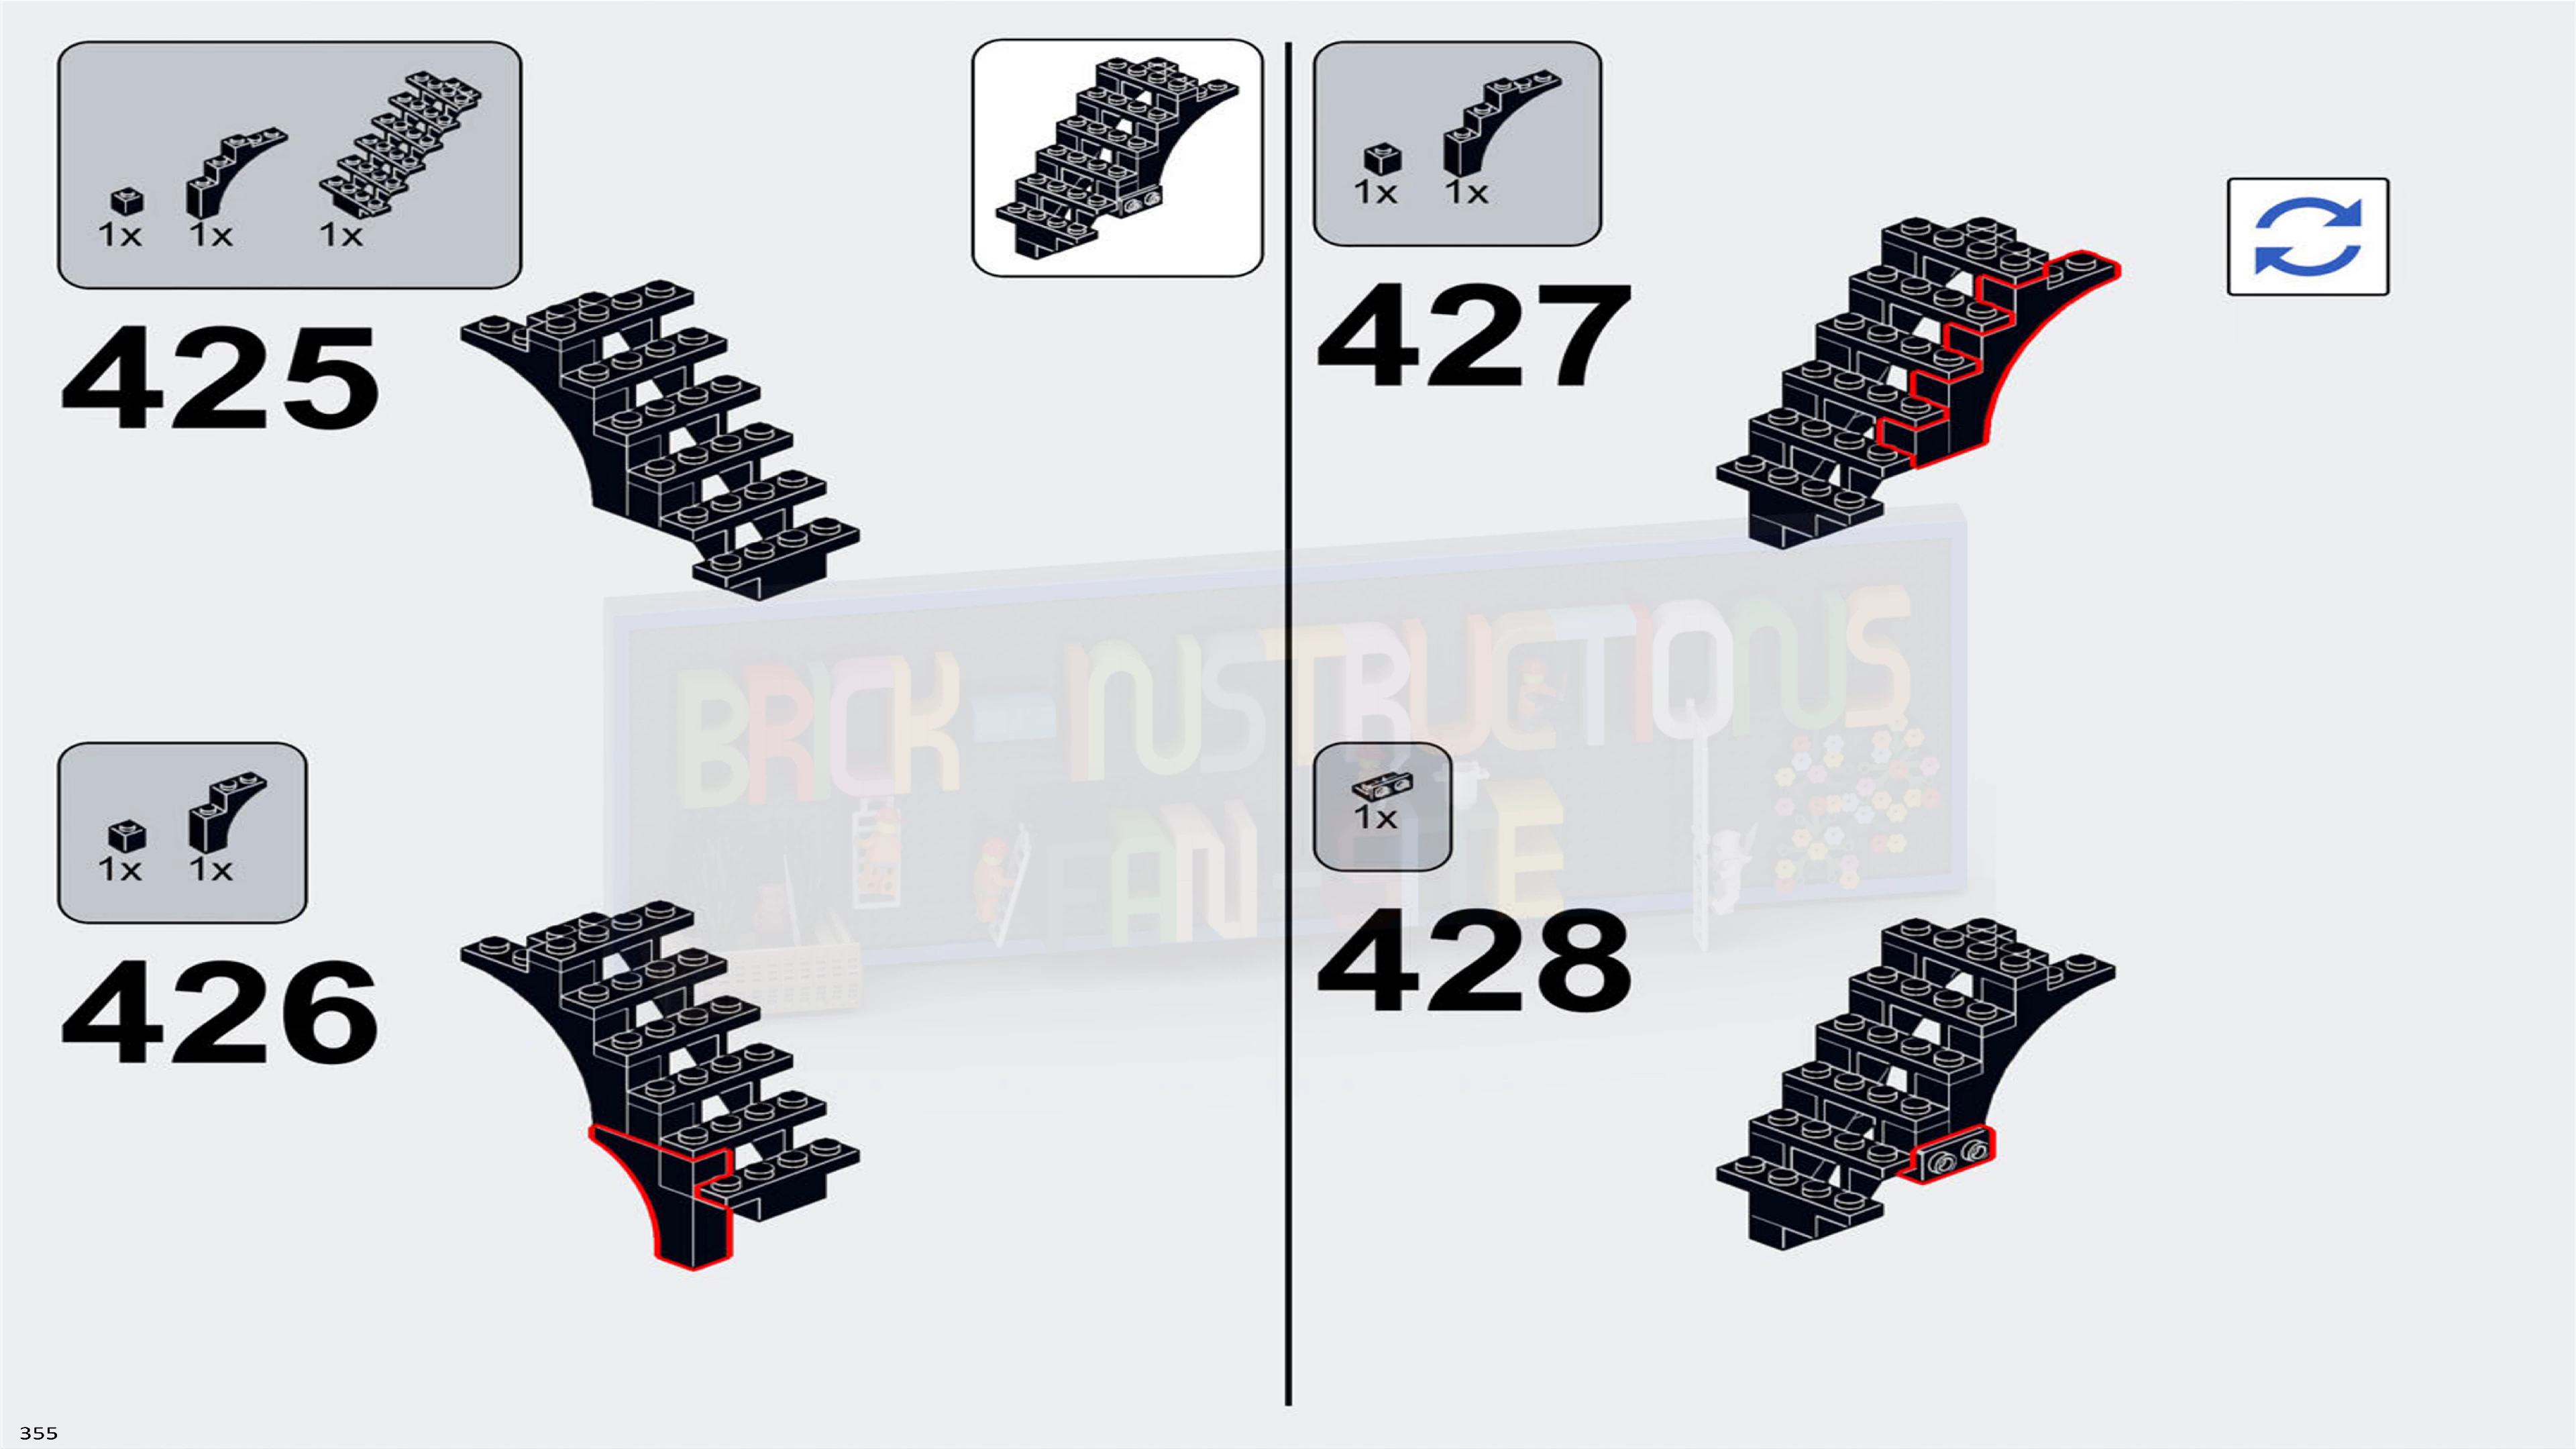 1x 1x 1x
425
1x 1x
426
1x 1x
427
1x
428
BRICK-INSTRUCTIONS
355